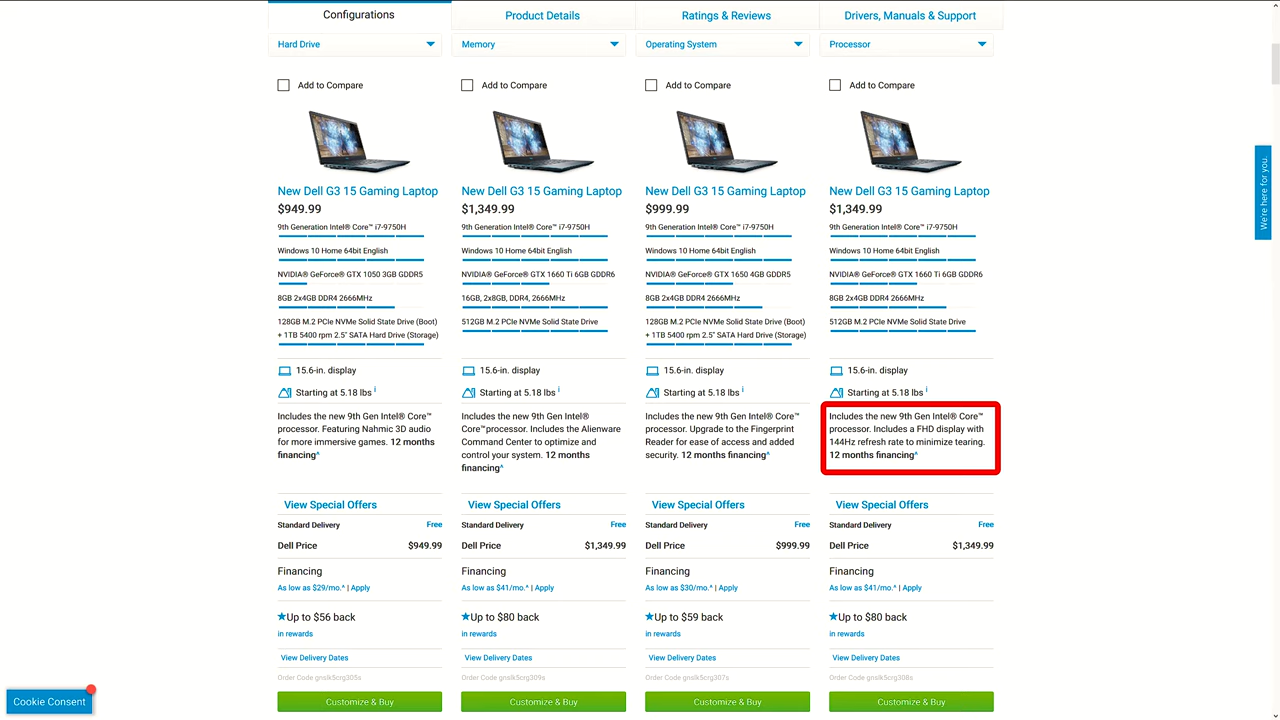 Configurations
Product Details
Ratings & Reviews
Drivers, Manuals & Support
Hard Drive
Memory
Operating System
Processor
Add to Compare
Add to Compare
Add to Compare
Add to Compare
New Dell G3 15 Gaming Laptop
$949.99
9th Generation Intel® Core™ i7-9750H
Windows 10 Home 64bit English
NVIDIA® GeForce® GTX 1050 3GB GDDR5
8GB 2x4GB DDR4 2666MHz
128GB M.2 PCIe NVMe Solid State Drive (Boot)
+ 1TB 5400 rpm 2.5" SATA Hard Drive (Storage)
15.6-in. display
Starting at 5.18 lbs i
Includes the new 9th Gen Intel® Core™
processor. Featuring Nahmic 3D audio
for more immersive games. 12 months
financing^
View Special Offers
Standard Delivery Free
Dell Price $949.99
Financing
As low as $29/mo.^ | Apply
Up to $56 back
in rewards
View Delivery Dates
Order Code gnslk5crg305s
Customize & Buy
New Dell G3 15 Gaming Laptop
$1,349.99
9th Generation Intel® Core™ i7-9750H
Windows 10 Home 64bit English
NVIDIA® GeForce® GTX 1660 Ti 6GB GDDR6
16GB, 2x8GB, DDR4, 2666MHz
512GB M.2 PCIe NVMe Solid State Drive
15.6-in. display
Starting at 5.18 lbs i
Includes the new 9th Gen Intel®
Core™processor. Includes the Alienware
Command Center to optimize and
control your system. 12 months
financing^
View Special Offers
Standard Delivery Free
Dell Price $1,349.99
Financing
As low as $41/mo.^ | Apply
Up to $80 back
in rewards
View Delivery Dates
Order Code gnslk5crg309s
Customize & Buy
New Dell G3 15 Gaming Laptop
$999.99
9th Generation Intel® Core™ i7-9750H
Windows 10 Home 64bit English
NVIDIA® GeForce® GTX 1650 4GB GDDR5
8GB 2x4GB DDR4 2666MHz
128GB M.2 PCIe NVMe Solid State Drive (Boot)
+ 1TB 5400 rpm 2.5" SATA Hard Drive (Storage)
15.6-in. display
Starting at 5.18 lbs i
Includes the new 9th Gen Intel® Core™
processor. Upgrade to the Fingerprint
Reader for ease of access and added
security. 12 months financing^
View Special Offers
Standard Delivery Free
Dell Price $999.99
Financing
As low as $30/mo.^ | Apply
Up to $59 back
in rewards
View Delivery Dates
Order Code gnslk5crg307s
Customize & Buy
New Dell G3 15 Gaming Laptop
$1,349.99
9th Generation Intel® Core™ i7-9750H
Windows 10 Home 64bit English
NVIDIA® GeForce® GTX 1660 Ti 6GB GDDR6
8GB 2x4GB DDR4 2666MHz
512GB M.2 PCIe NVMe Solid State Drive
15.6-in. display
Starting at 5.18 lbs i
Includes the new 9th Gen Intel® Core™
processor. Includes a FHD display with
144Hz refresh rate to minimize tearing.
12 months financing^
View Special Offers
Standard Delivery Free
Dell Price $1,349.99
Financing
As low as $41/mo.^ | Apply
Up to $80 back
in rewards
View Delivery Dates
Order Code gnslk5crg308s
Customize & Buy
We're here for you.
Cookie Consent